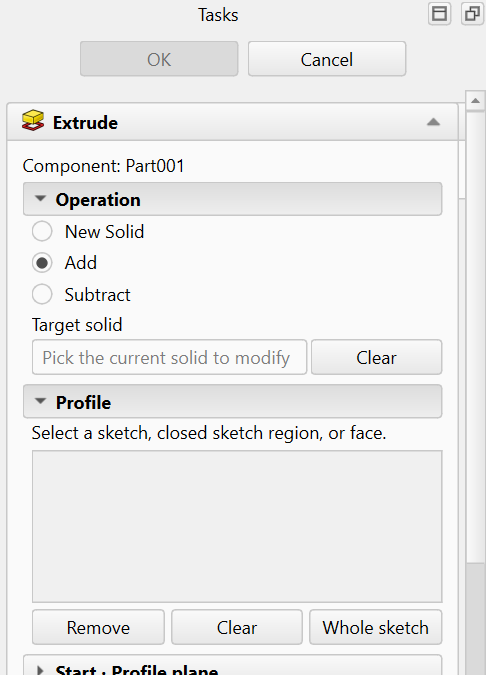 Tasks
OK
Cancel
Extrude
Component: Part001
Operation
New Solid
Add
Subtract
Target solid
Pick the current solid to modify
Clear
Profile
Select a sketch, closed sketch region, or face.
Remove
Clear
Whole sketch
Start · Profile plane